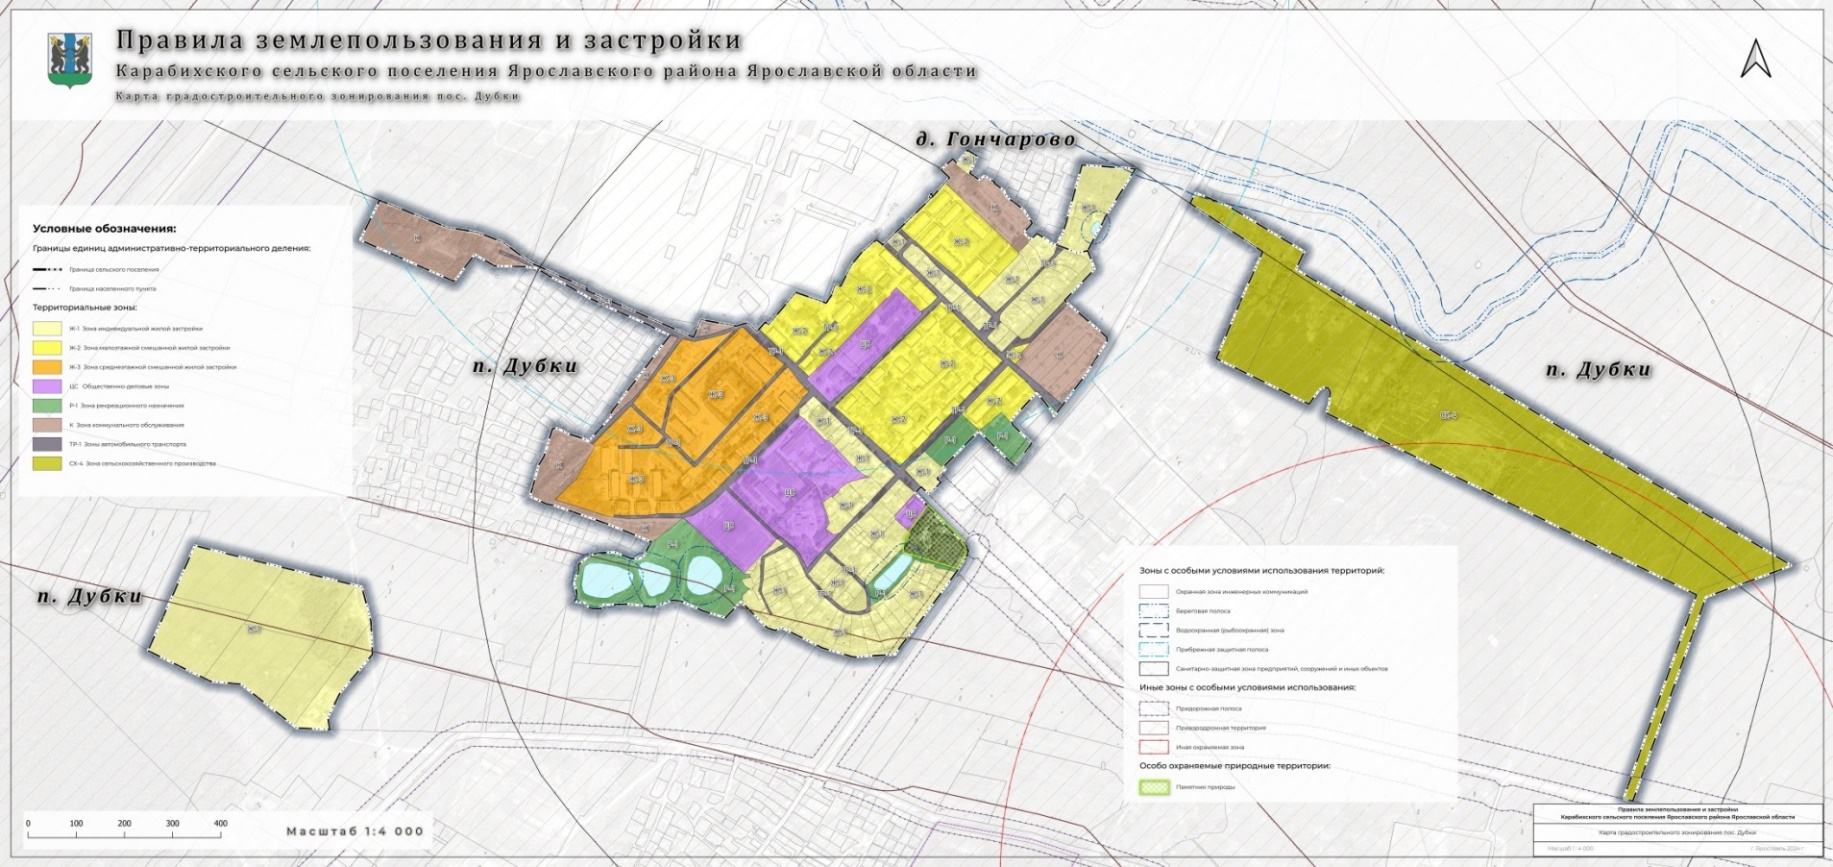 Правила землепользования и застройки
Карабихского сельского поселения Ярославского района Ярославской области
Карта градостроительного зонирования пос. Дубки
д. Гончарово
п. Дубки
п. Дубки
п. Дубки
Условные обозначения:
Границы единиц административно-территориального деления:
Граница сельского поселения
Граница населенного пункта
Территориальные зоны:
Ж-1 Зона индивидуальной жилой застройки
Ж-2 Зона малоэтажной смешанной жилой застройки
Ж-3 Зона среднеэтажной смешанной жилой застройки
ЦС Общественно-деловые зоны
Р-1 Зона рекреационного назначения
К Зона коммунального обслуживания
ТР-1 Зоны автомобильного транспорта
СХ-4 Зона сельскохозяйственного производства
Зоны с особыми условиями использования территорий:
Охранная зона инженерных коммуникаций
Береговая полоса
Водоохранная (рыбоохранная) зона
Прибрежная защитная полоса
Санитарно-защитная зона предприятий, сооружений и иных объектов
Иные зоны с особыми условиями использования:
Придорожная полоса
Приаэродромная территория
Иная охраняемая зона
Особо охраняемые природные территории:
Памятник природы
0 100 200 300 400
Масштаб 1:4 000
Правила землепользования и застройки
Карабихского сельского поселения Ярославского района Ярославской области
Карта градостроительного зонирования пос. Дубки
Масштаб 1: 4 000
г. Ярославль 2024 г.